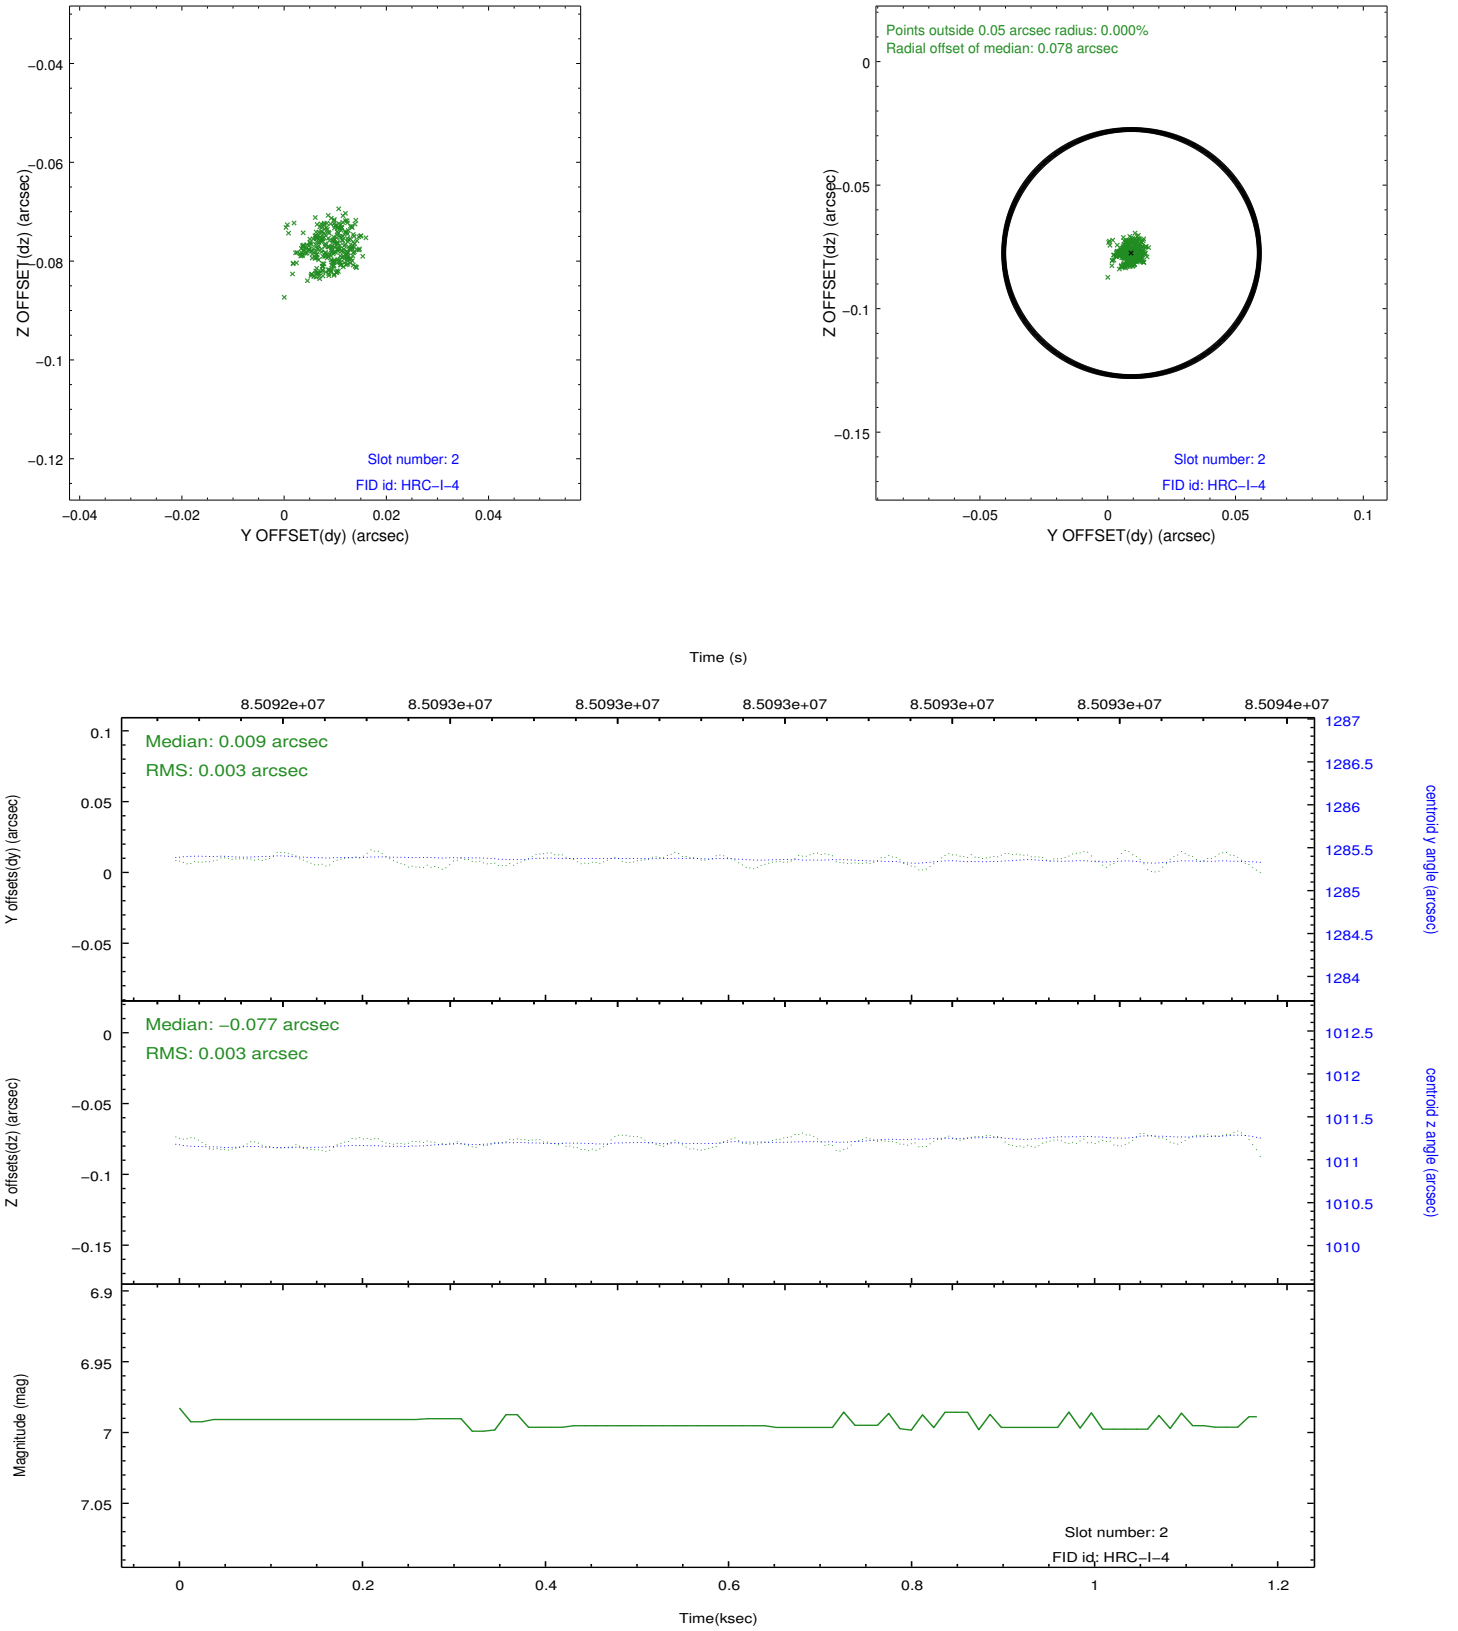 −0.04
−0.06
−0.08
−0.1
−0.12
Z OFFSET(dz) (arcsec)
Slot number: 2
FID id: HRC−I−4
−0.04 −0.02 0 0.02 0.04
Y OFFSET(dy) (arcsec)
Points outside 0.05 arcsec radius: 0.000%
Radial offset of median: 0.078 arcsec
0
−0.05
−0.1
−0.15
Z OFFSET(dz) (arcsec)
Slot number: 2
FID id: HRC−I−4
−0.05 0 0.05 0.1
Y OFFSET(dy) (arcsec)
Time (s)
8.5092e+07 8.5093e+07 8.5093e+07 8.5093e+07 8.5093e+07 8.5093e+07 8.5094e+07
Median: 0.009 arcsec
RMS: 0.003 arcsec
0.1
0.05
0
−0.05
Y offsets(dy) (arcsec)
1287
1286.5
1286
1285.5
1285
1284.5
1284
centroid y angle (arcsec)
Median: −0.077 arcsec
RMS: 0.003 arcsec
0
−0.05
−0.1
−0.15
Z offsets(dz) (arcsec)
1012.5
1012
1011.5
1011
1010.5
1010
centroid z angle (arcsec)
6.9
6.95
7
7.05
Magnitude (mag)
Slot number: 2
FID id: HRC−I−4
0 0.2 0.4 0.6 0.8 1 1.2
Time(ksec)